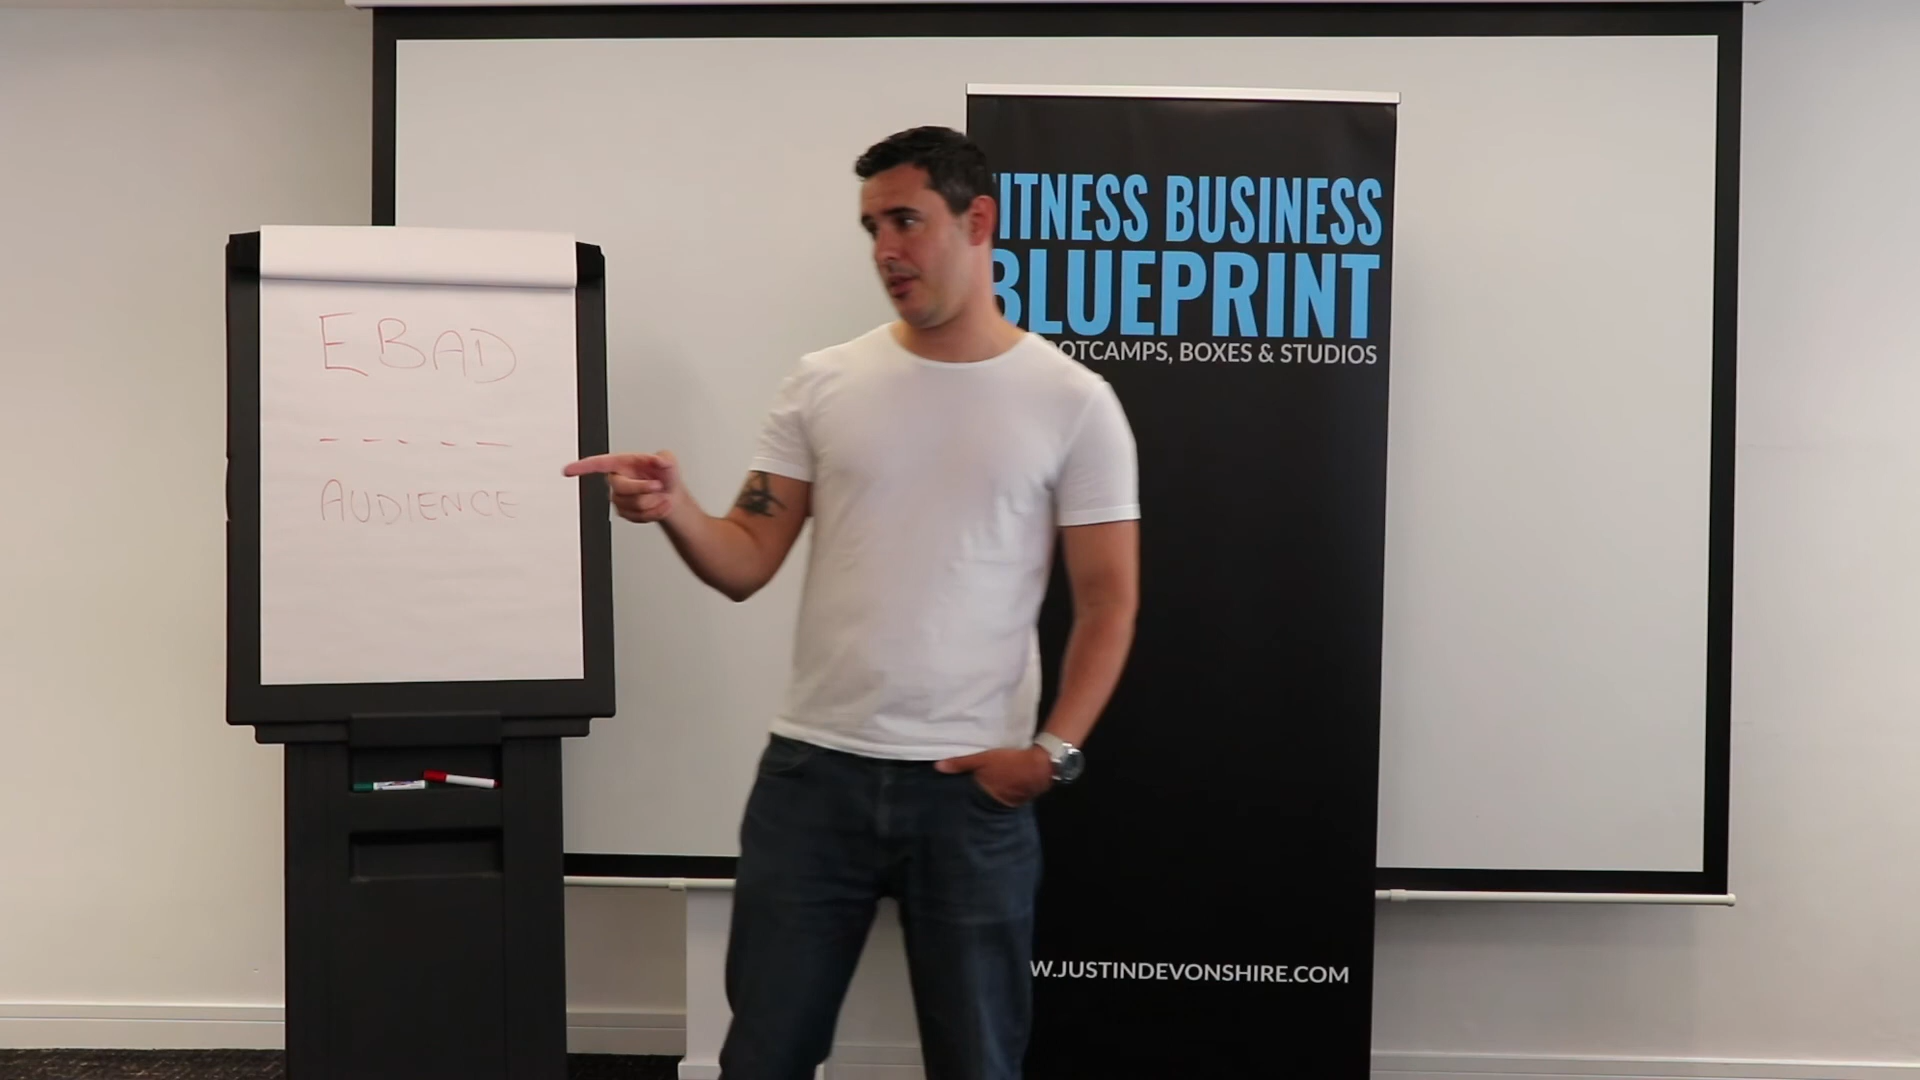 EBAD
- - - - -
AUDIENCE
ITNESS BUSINESS
BLUEPRINT
OTCAMPS, BOXES & STUDIOS
W.JUSTINDEVONSHIRE.COM